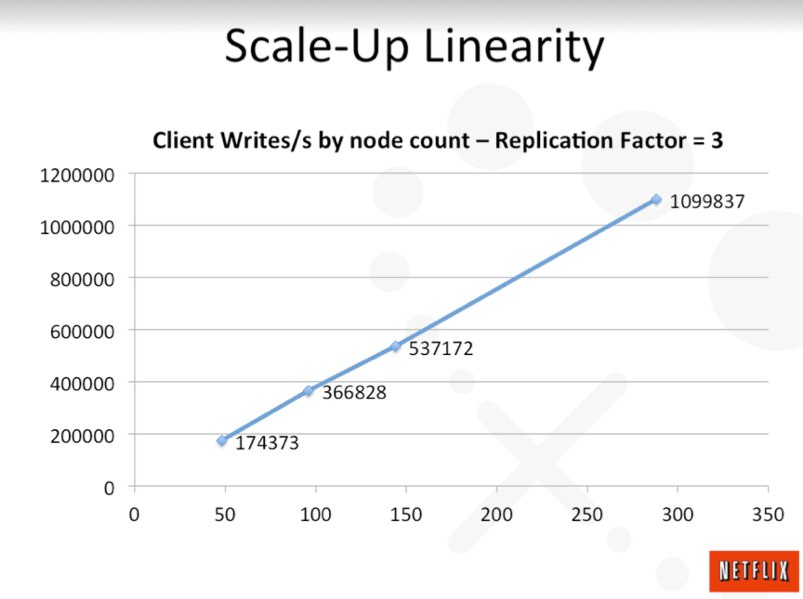 Scale-Up Linearity
Client Writes/s by node count – Replication Factor = 3
1200000
1000000
800000
600000
400000
200000
0
1099837
537172
366828
174373
0 50 100 150 200 250 300 350
NETFLIX